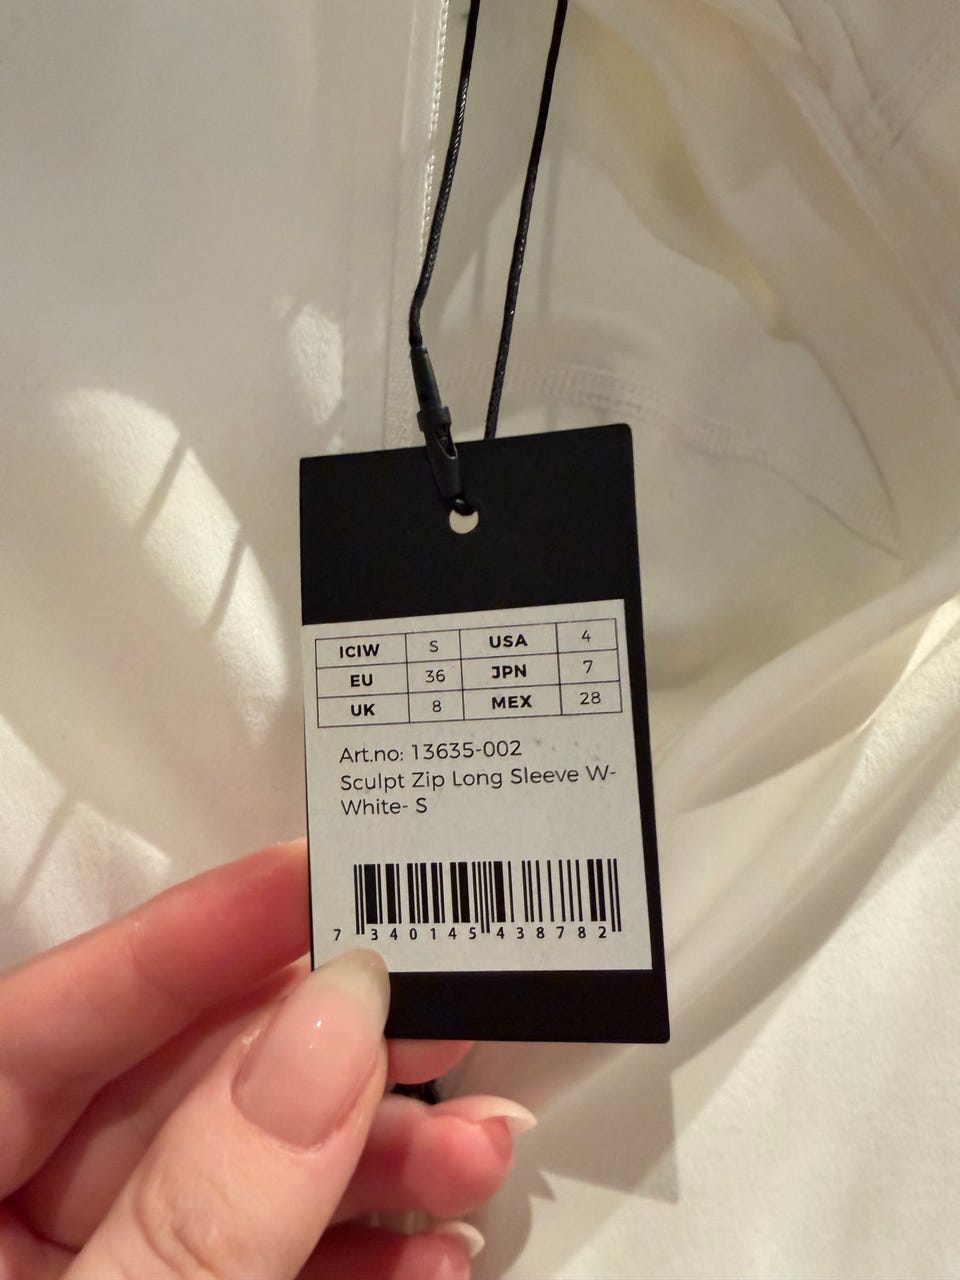 ICIW S USA 4
EU 36 JPN 7
UK 8 MEX 28
Art.no: 13635-002
Sculpt Zip Long Sleeve W-
White- S
7 340145 438782